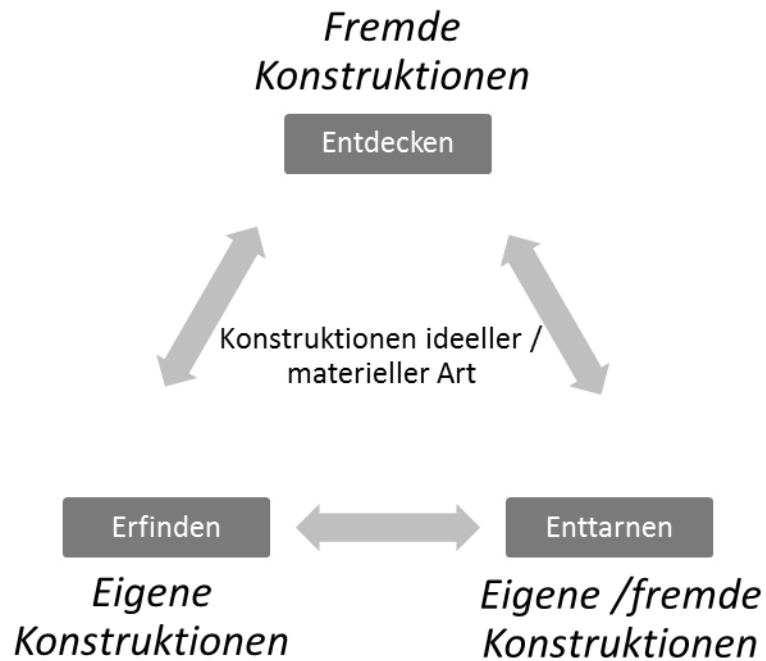 Fremde
Konstruktionen
Entdecken
Konstruktionen ideeller /
materieller Art
Erfinden
Enttarnen
Eigene
Konstruktionen
Eigene /fremde
Konstruktionen